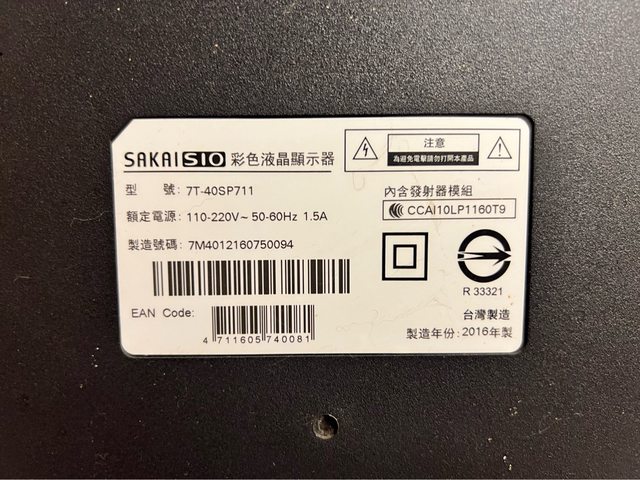 SAKAI SIO 彩色液晶顯示器
注意
為避免電擊請勿打開本產品
型 號: 7T-40SP711
額定電源: 110-220V~ 50-60Hz 1.5A
製造號碼: 7M4012160750094
EAN Code:
4 711605 740081
內含發射器模組
CCAI10LP1160T9
R 33321
台灣製造
製造年份: 2016年製